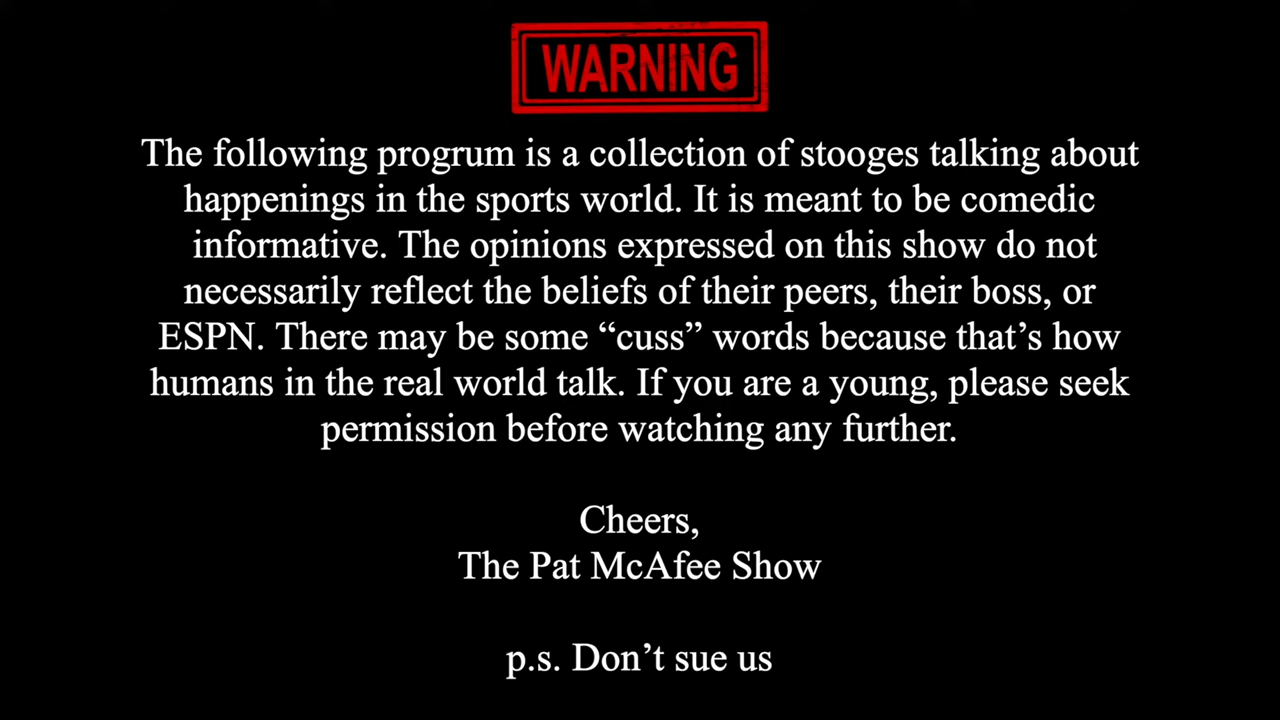 WARNING
The following progrum is a collection of stooges talking about
happenings in the sports world. It is meant to be comedic
informative. The opinions expressed on this show do not
necessarily reflect the beliefs of their peers, their boss, or
ESPN. There may be some “cuss” words because that’s how
humans in the real world talk. If you are a young, please seek
permission before watching any further.
Cheers,
The Pat McAfee Show
p.s. Don’t sue us